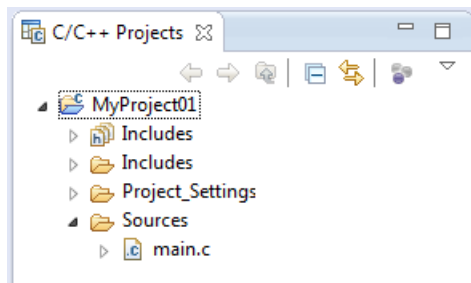 C/C++ Projects
MyProject01
Includes
Includes
Project_Settings
Sources
main.c